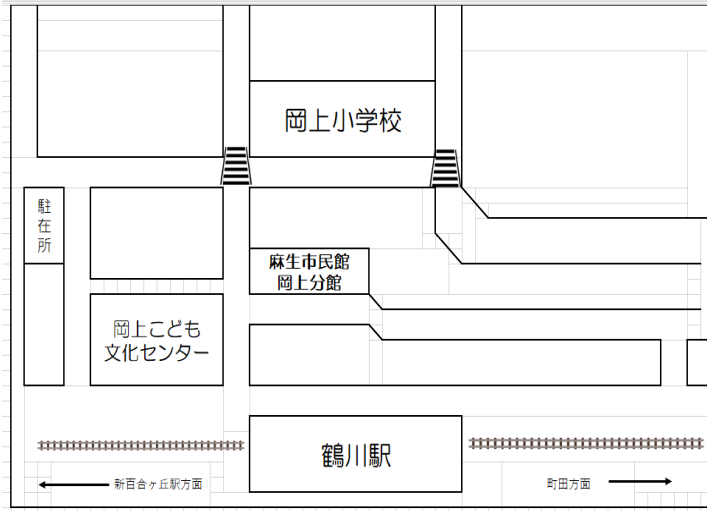 岡上小学校
駐在所
麻生市民館
岡上分館
岡上こども
文化センター
鶴川駅
新百合ヶ丘駅方面
町田方面